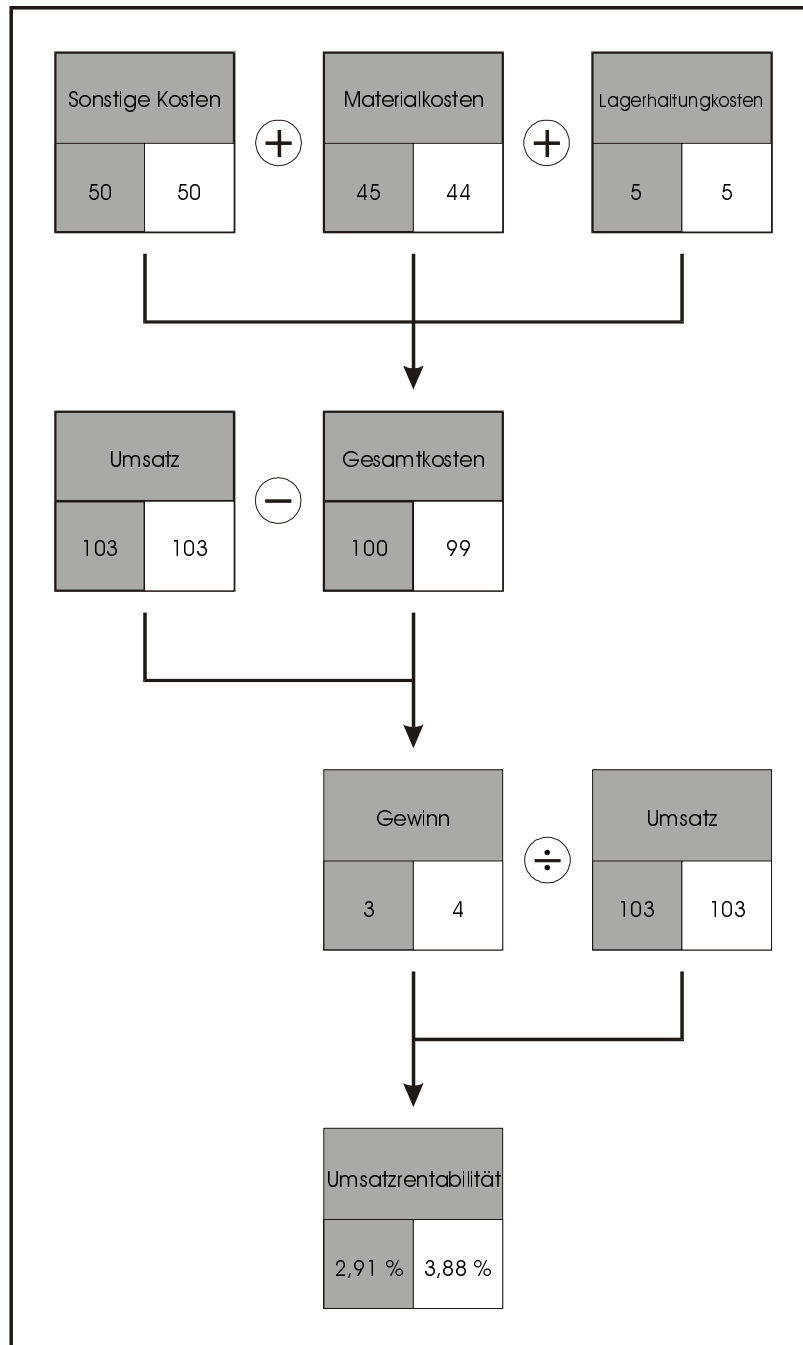 Sonstige Kosten
Materialkosten
Lagerhaltungkosten
+
+
50 50
45 44
5 5
Umsatz
Gesamtkosten
−
103 103
100 99
Gewinn
Umsatz
÷
3 4
103 103
Umsatzrentabilität
2,91 % 3,88 %